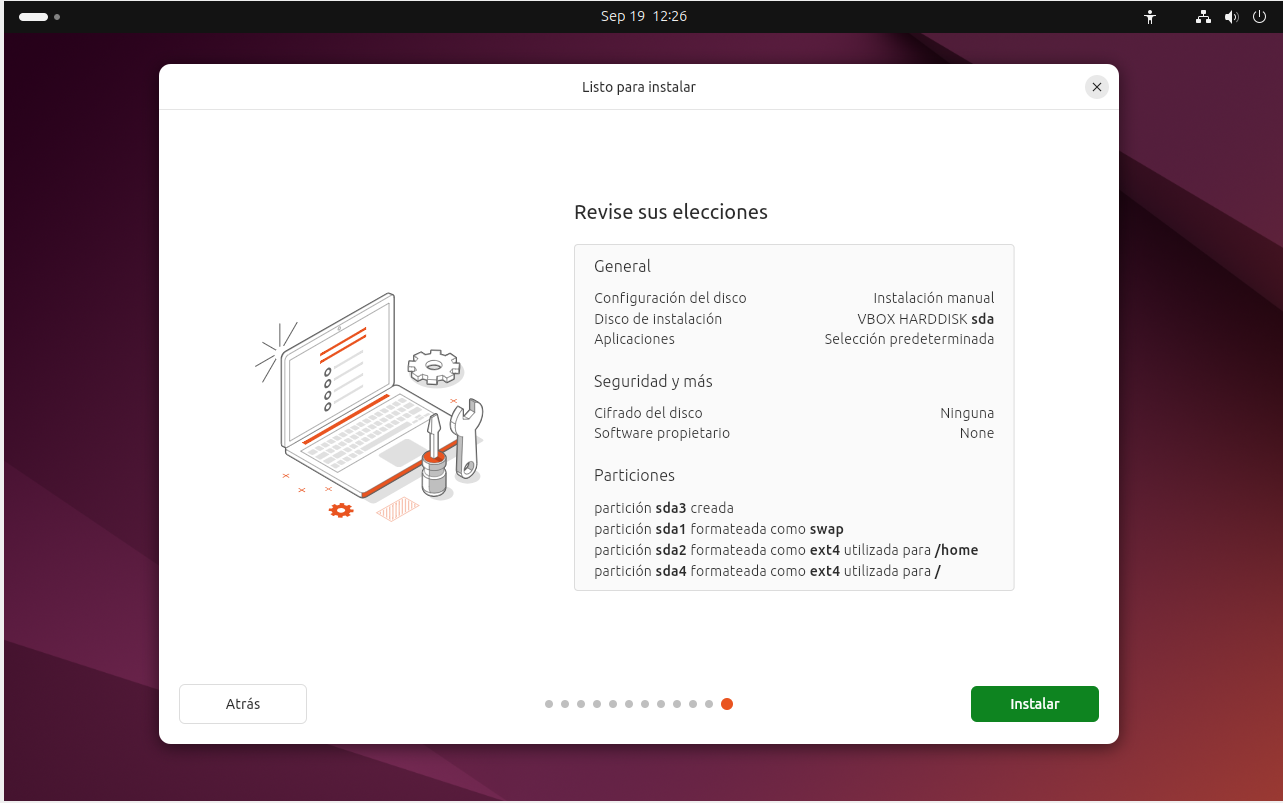 Sep 19 12:26
Listo para instalar
Revise sus elecciones
General
Configuración del disco Instalación manual
Disco de instalación VBOX HARDDISK sda
Aplicaciones Selección predeterminada
Seguridad y más
Cifrado del disco Ninguna
Software propietario None
Particiones
partición sda3 creada
partición sda1 formateada como swap
partición sda2 formateada como ext4 utilizada para /home
partición sda4 formateada como ext4 utilizada para /
Atrás Instalar